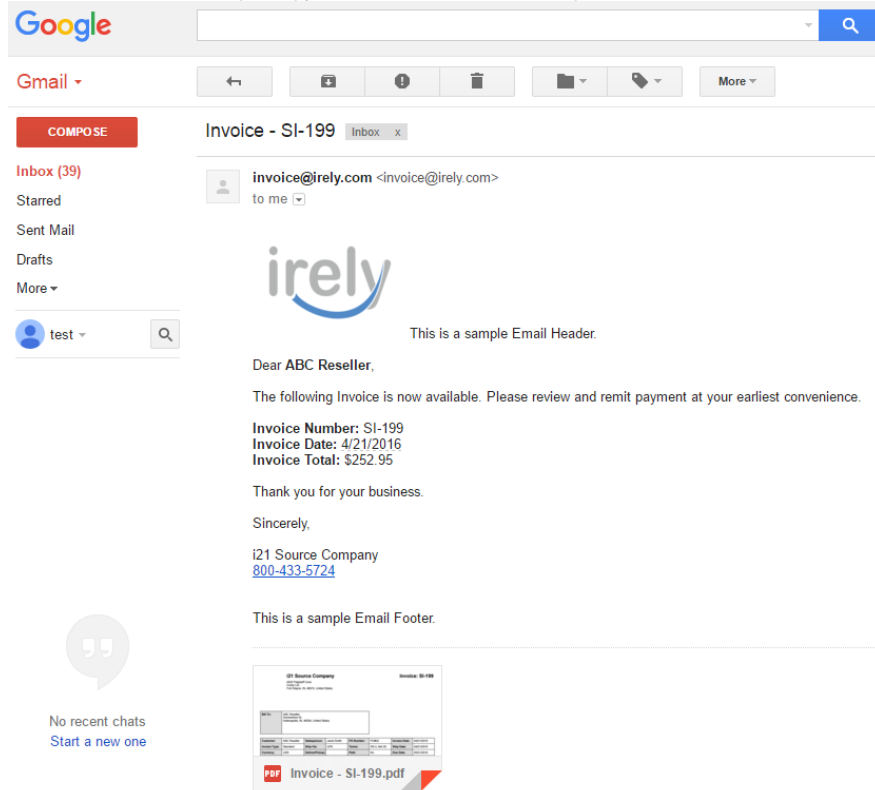 Google
Gmail
More
COMPOSE
Invoice - SI-199 Inbox x
Inbox (39)
Starred
Sent Mail
Drafts
More
test
invoice@irely.com <invoice@irely.com>
to me
irely
This is a sample Email Header.
Dear ABC Reseller,
The following Invoice is now available. Please review and remit payment at your earliest convenience.
Invoice Number: SI-199
Invoice Date: 4/21/2016
Invoice Total: $252.95
Thank you for your business.
Sincerely,
i21 Source Company
800-433-5724
This is a sample Email Footer.
No recent chats
Start a new one
i21 Source Company Invoice: SI-199
PDF Invoice - SI-199.pdf